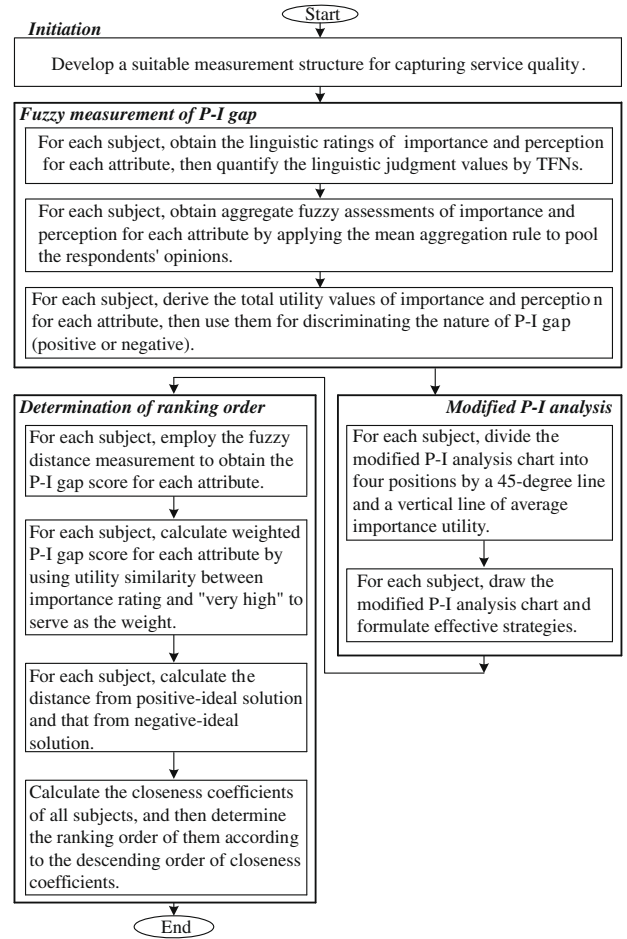 Start
Initiation
Develop a suitable measurement structure for capturing service quality.
Fuzzy measurement of P-I gap
For each subject, obtain the linguistic ratings of importance and perception
for each attribute, then quantify the linguistic judgment values by TFNs.
For each subject, obtain aggregate fuzzy assessments of importance and
perception for each attribute by applying the mean aggregation rule to pool
the respondents' opinions.
For each subject, derive the total utility values of importance and perception
for each attribute, then use them for discriminating the nature of P-I gap
(positive or negative).
Determination of ranking order
For each subject, employ the fuzzy
distance measurement to obtain the
P-I gap score for each attribute.
For each subject, calculate weighted
P-I gap score for each attribute by
using utility similarity between
importance rating and "very high" to
serve as the weight.
For each subject, calculate the
distance from positive-ideal solution
and that from negative-ideal
solution.
Calculate the closeness coefficients
of all subjects, and then determine
the ranking order of them according
to the descending order of closeness
coefficients.
Modified P-I analysis
For each subject, divide the
modified P-I analysis chart into
four positions by a 45-degree line
and a vertical line of average
importance utility.
For each subject, draw the
modified P-I analysis chart and
formulate effective strategies.
End